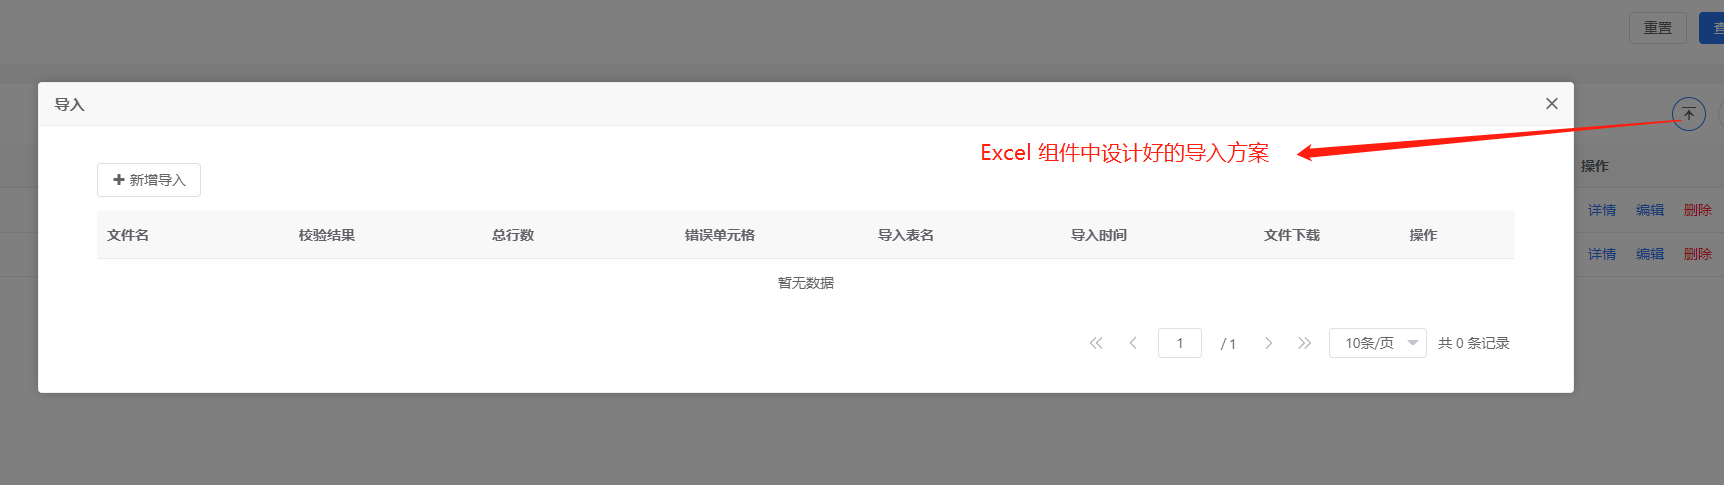 重置
查
导入
Excel 组件中设计好的导入方案
操作
新增导入
详情 编辑 删除
文件名 校验结果 总行数 错误单元格 导入表名 导入时间 文件下载 操作
详情 编辑 删除
暂无数据
1 / 1 10条/页 共 0 条记录